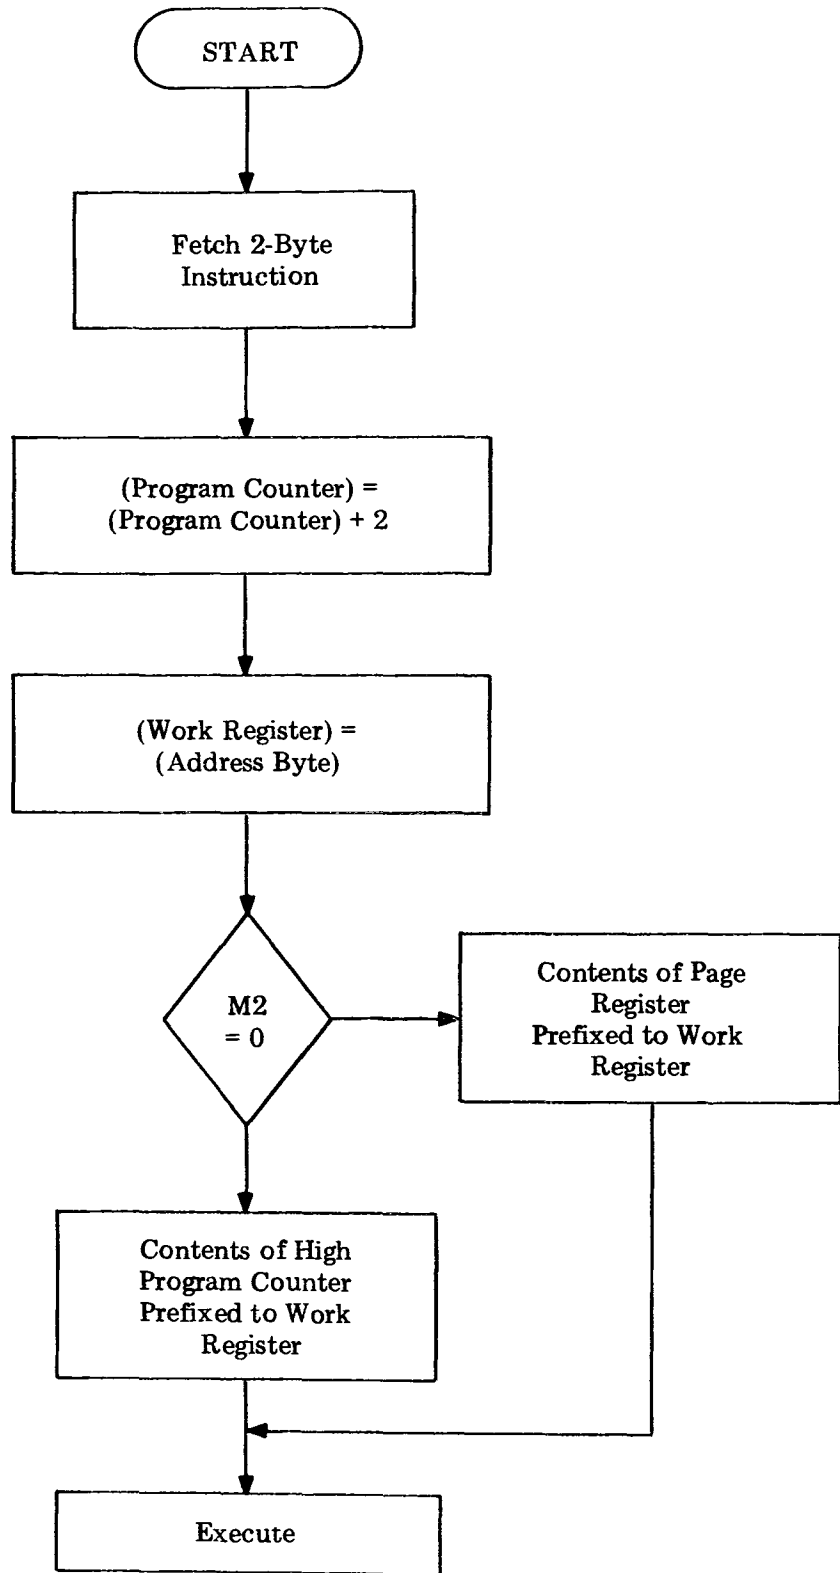 START
Fetch 2-Byte
Instruction
(Program Counter) =
(Program Counter) + 2
(Work Register) =
(Address Byte)
M2
= 0
Contents of Page
Register
Prefixed to Work
Register
Contents of High
Program Counter
Prefixed to Work
Register
Execute